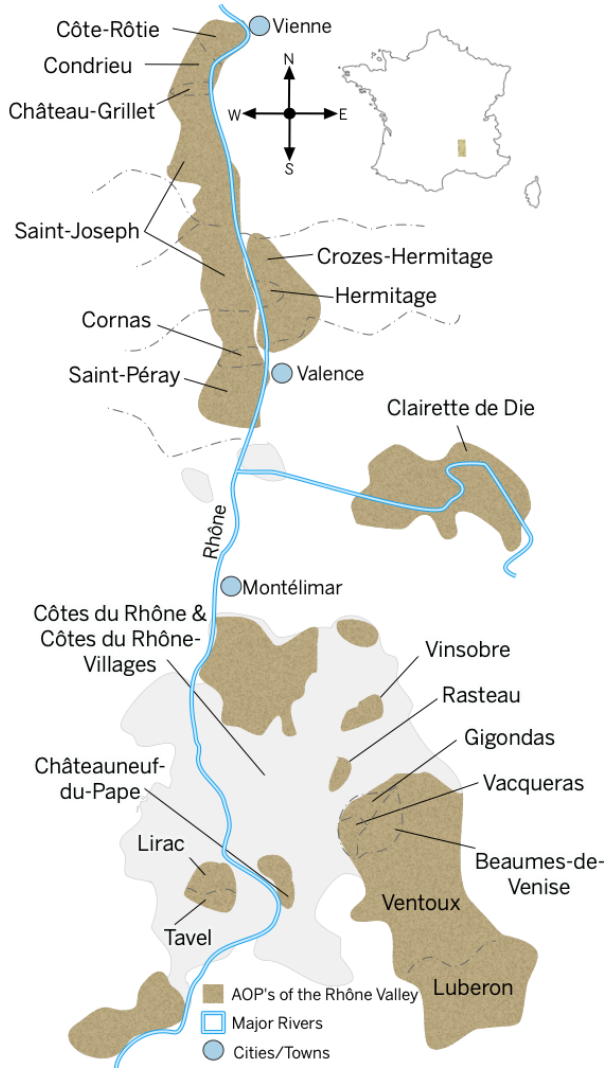 Côte-Rôtie
Vienne
Condrieu
N
Château-Grillet
W
E
S
Saint-Joseph
Crozes-Hermitage
Hermitage
Cornas
Saint-Péray
Valence
Clairette de Die
Rhône
Montélimar
Côtes du Rhône &
Côtes du Rhône-
Villages
Vinsobre
Rasteau
Gigondas
Châteauneuf-
du-Pape
Vacqueras
Lirac
Beaumes-de-
Venise
Ventoux
Tavel
Luberon
AOP's of the Rhône Valley
Major Rivers
Cities/Towns